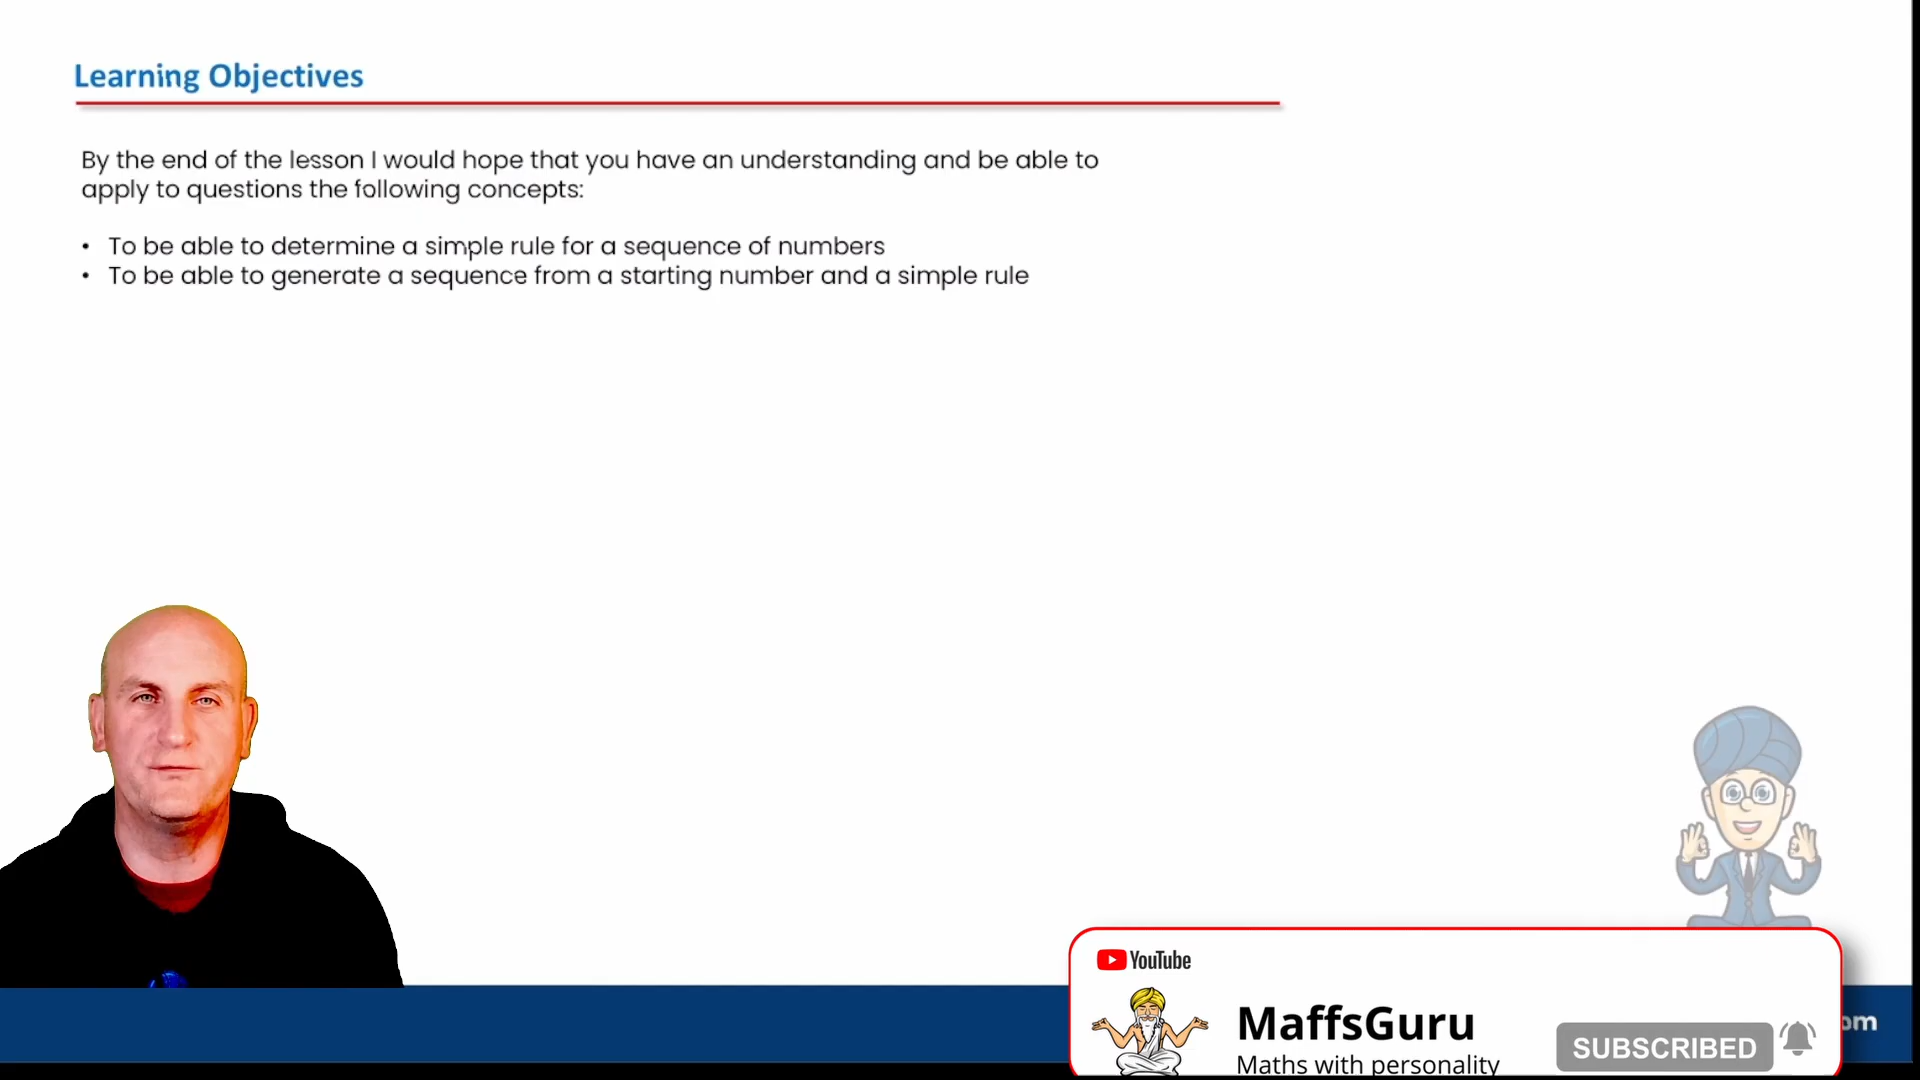 Learning Objectives
By the end of the lesson I would hope that you have an understanding and be able to
apply to questions the following concepts:
• To be able to determine a simple rule for a sequence of numbers
• To be able to generate a sequence from a starting number and a simple rule
YouTube
MaffsGuru
Maths with personality
SUBSCRIBED
om